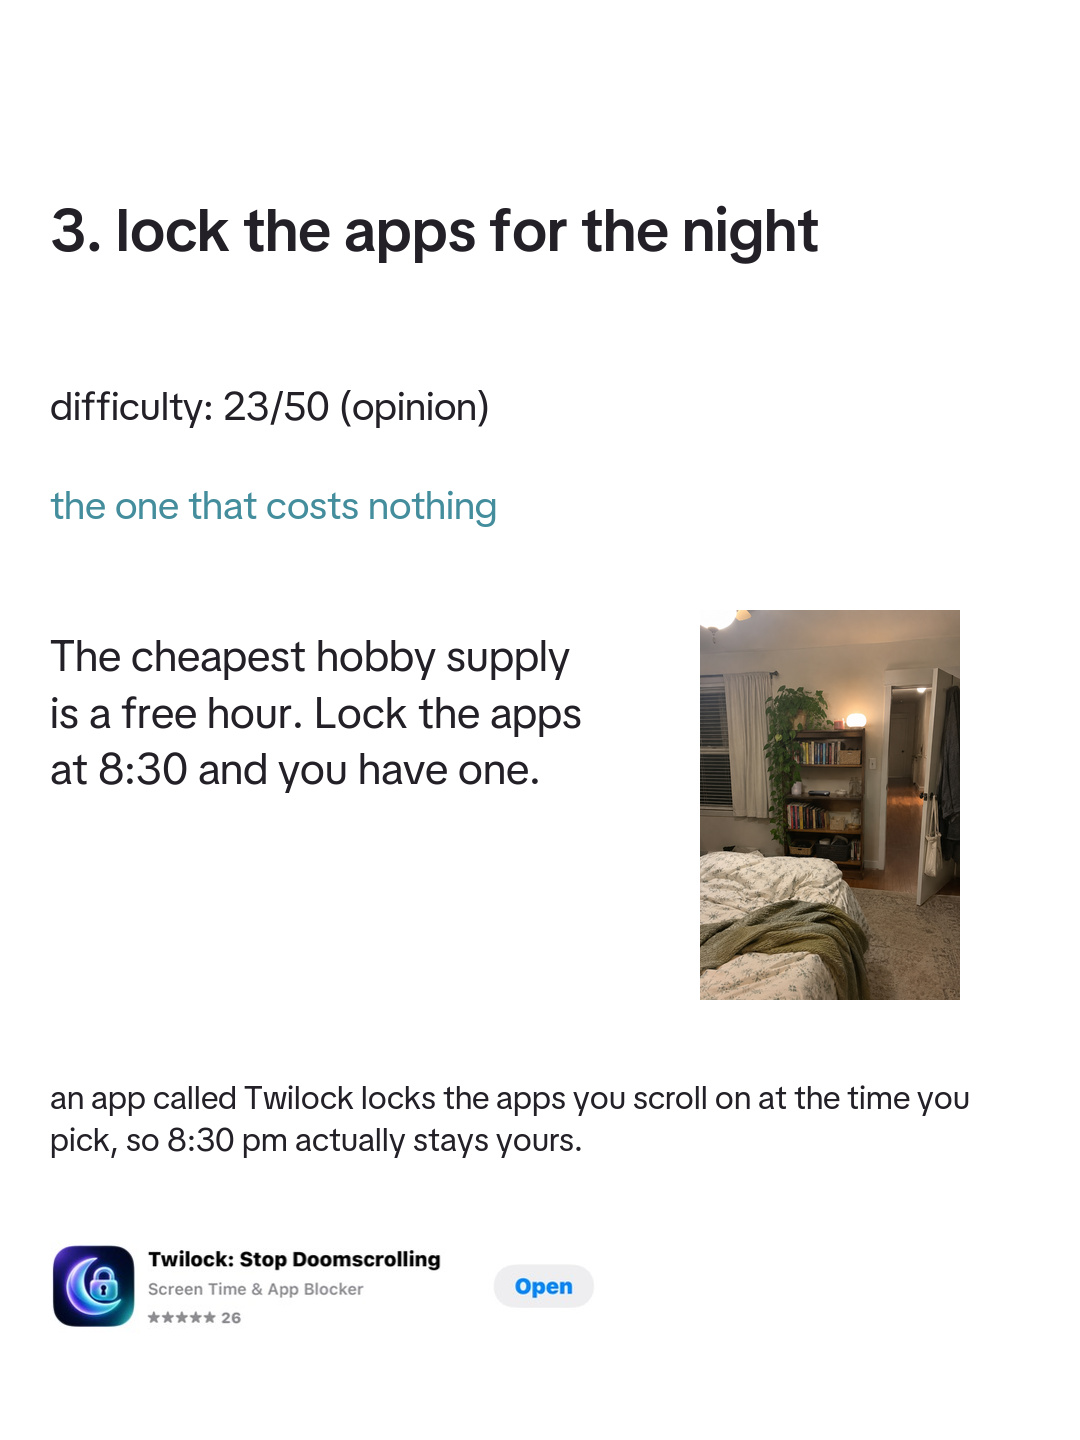 3. lock the apps for the night
difficulty: 23/50 (opinion)
the one that costs nothing
The cheapest hobby supply
is a free hour. Lock the apps
at 8:30 and you have one.
an app called Twilock locks the apps you scroll on at the time you
pick, so 8:30 pm actually stays yours.
Twilock: Stop Doomscrolling
Screen Time & App Blocker
★★★★★ 26
Open